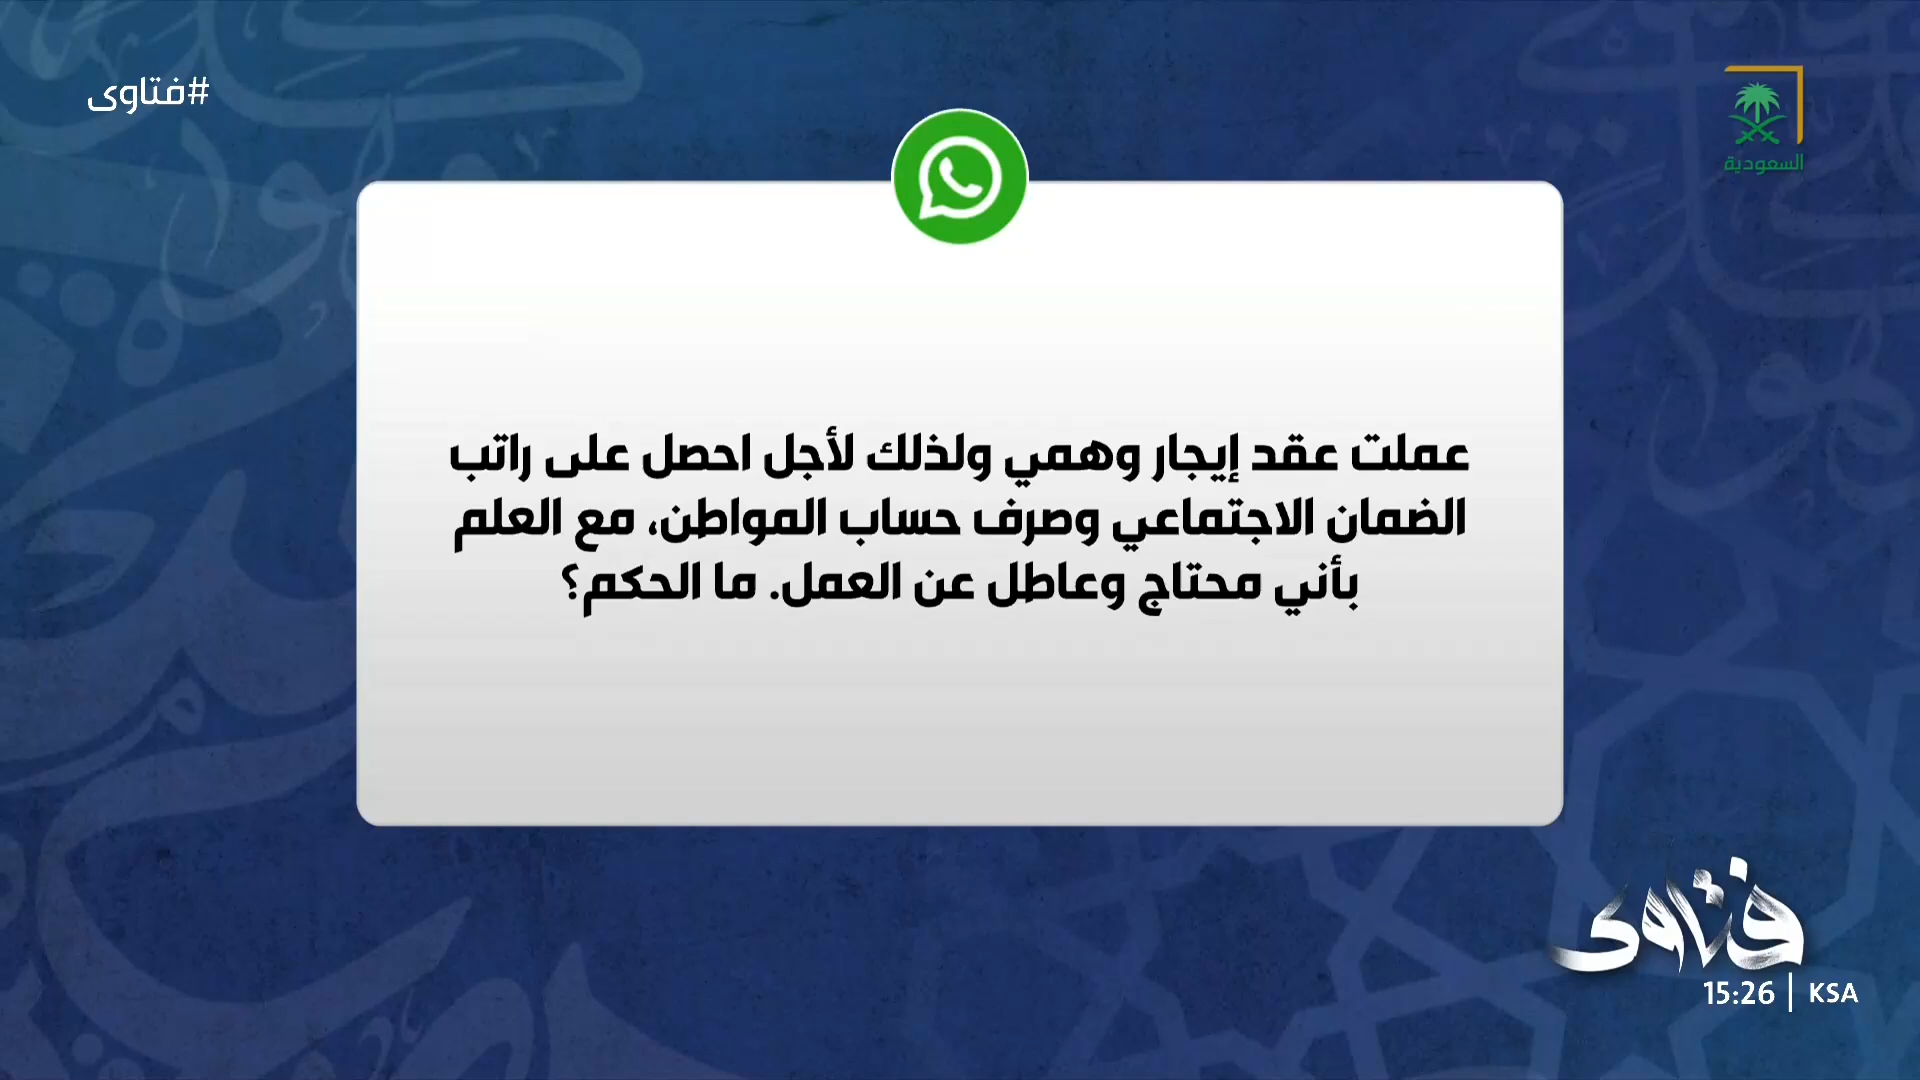 #فتاوى
السعودية
عملت عقد إيجار وهمي ولذلك لأجل احصل على راتب
الضمان الاجتماعي وصرف حساب المواطن، مع العلم
بأني محتاج وعاطل عن العمل. ما الحكم؟
فتاوى
15:26 | KSA